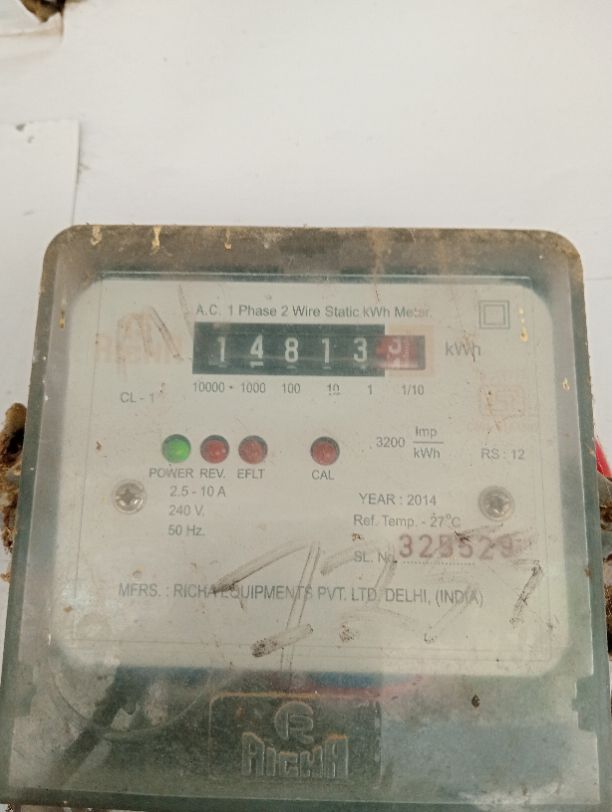 A.C. 1 Phase 2 Wire Static kWh Meter.
1 4 8 1 3 kWh
10000 1000 100 10 1 1/10
CL - 1
3200 Imp/kWh
POWER REV. EFLT CAL RS : 12
2.5 - 10 A
240 V.
50 Hz.
YEAR : 2014
Ref. Temp. - 27°C
SL. No.
MFRS. : RICHA EQUIPMENTS PVT. LTD. DELHI, (INDIA)
RICHA